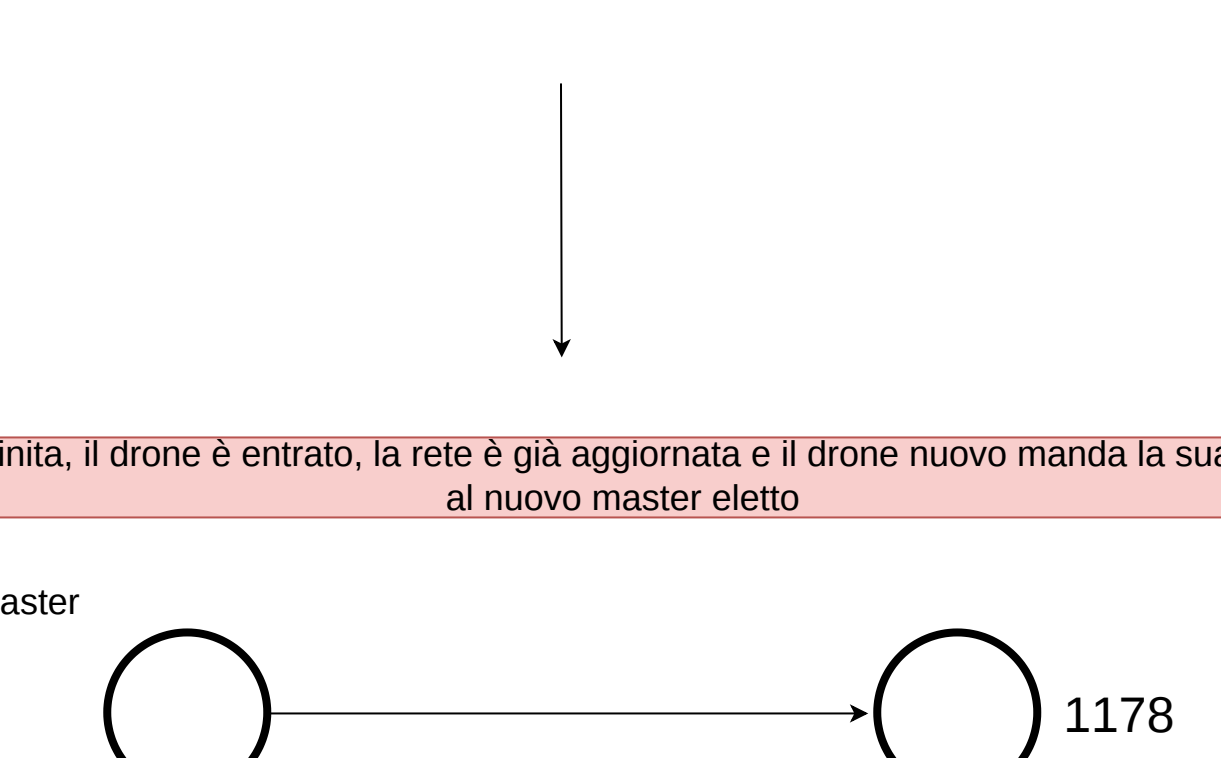 inita, il drone è entrato, la rete è già aggiornata e il drone nuovo manda la sua
al nuovo master eletto
aster
1178